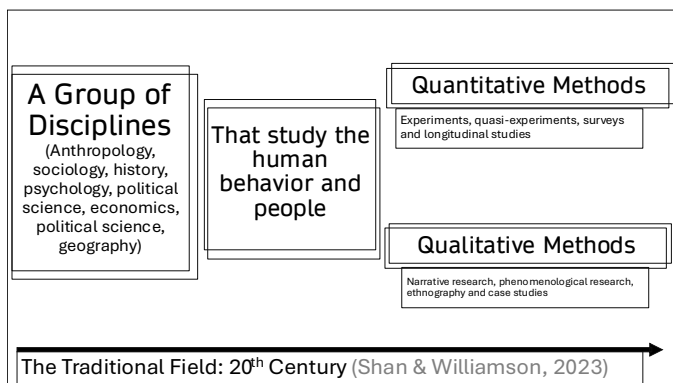 A Group of
Disciplines
(Anthropology,
sociology, history,
psychology, political
science, economics,
political science,
geography)
That study the
human
behavior and
people
Quantitative Methods
Experiments, quasi-experiments, surveys
and longitudinal studies
Qualitative Methods
Narrative research, phenomenological research,
ethnography and case studies
The Traditional Field: 20th Century (Shan & Williamson, 2023)